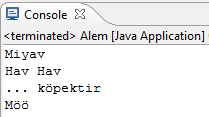 Console
<terminated> Alem [Java Application]
Miyav
Hav Hav
... köpektir
Möö